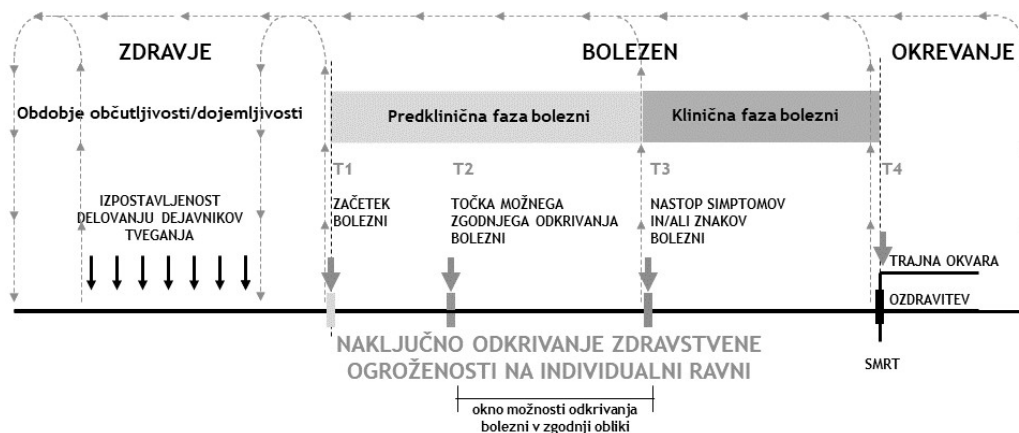 ZDRAVJE
BOLEZEN
OKREVANJE
Obdobje občutljivosti/dojemljivosti
Predklinična faza bolezni
Klinična faza bolezni
T1
T2
T3
T4
IZPOSTAVLJENOST
DELOVANJU DEJAVNIKOV
TVEGANJA
ZAČETEK
BOLEZNI
TOČKA MOŽNEGA
ZGODNJEGA ODKRIVANJA
BOLEZNI
NASTOP SIMPTOMOV
IN/ALI ZNAKOV
BOLEZNI
TRAJNA OKVARA
OZDRAVITEV
SMRT
NAKLJUČNO ODKRIVANJE ZDRAVSTVENE
OGROŽENOSTI NA INDIVIDUALNI RAVNI
okno možnosti odkrivanja
bolezni v zgodnji obliki